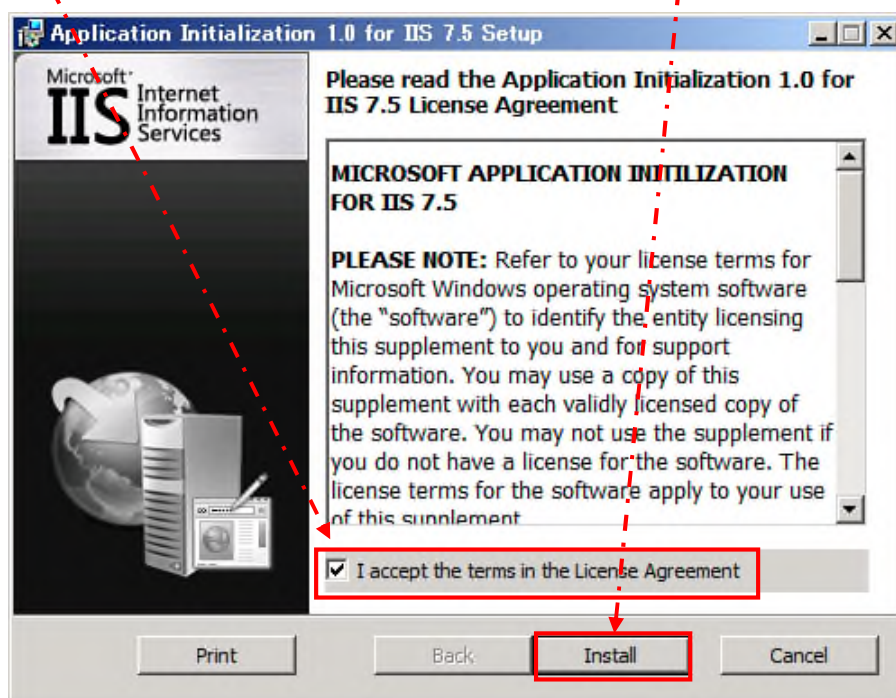 Application Initialization 1.0 for IIS 7.5 Setup
Microsoft
IIS Internet
Information
Services
Please read the Application Initialization 1.0 for
IIS 7.5 License Agreement
MICROSOFT APPLICATION INITILIZATION
FOR IIS 7.5
PLEASE NOTE: Refer to your license terms for
Microsoft Windows operating system software
(the “software”) to identify the entity licensing
this supplement to you and for support
information. You may use a copy of this
supplement with each validly licensed copy of
the software. You may not use the supplement if
you do not have a license for the software. The
license terms for the software apply to your use
of this supplement
I accept the terms in the License Agreement
Print
Back
Install
Cancel